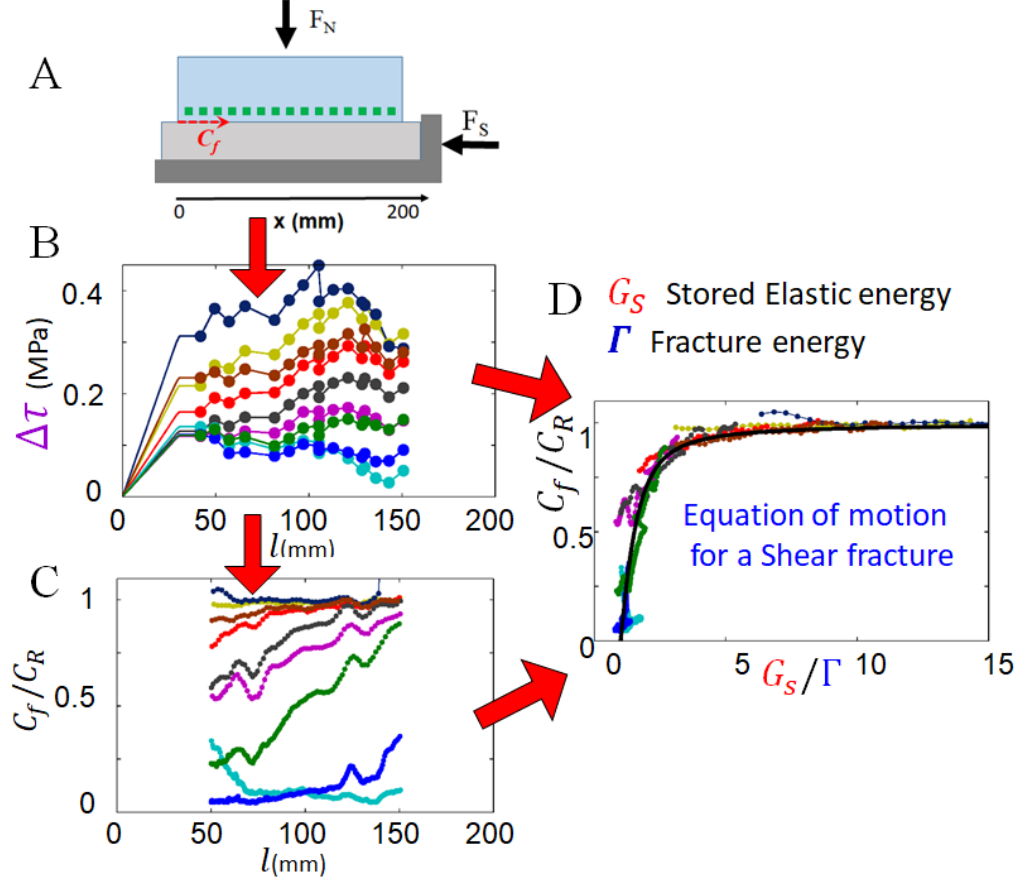 A
F_N
C_f
F_S
0
200
x (mm)
B
Δτ (MPa)
0.4
0.2
0
0
50
100
150
200
l(mm)
C
C_f/C_R
1
0.5
0
0
50
100
150
200
l(mm)
D
G_S Stored Elastic energy
Γ Fracture energy
C_f/C_R
1
0.5
0
Equation of motion
for a Shear fracture
0
5
10
15
G_s/Γ